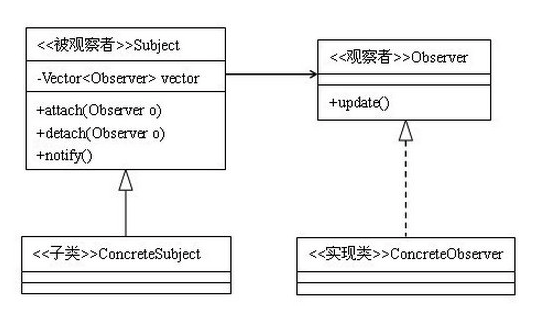 <<被观察者>>Subject
-Vector<Observer> vector
+attach(Observer o)
+detach(Observer o)
+notify()
<<观察者>>Observer
+update()
<<子类>>ConcreteSubject
<<实现类>>ConcreteObserver